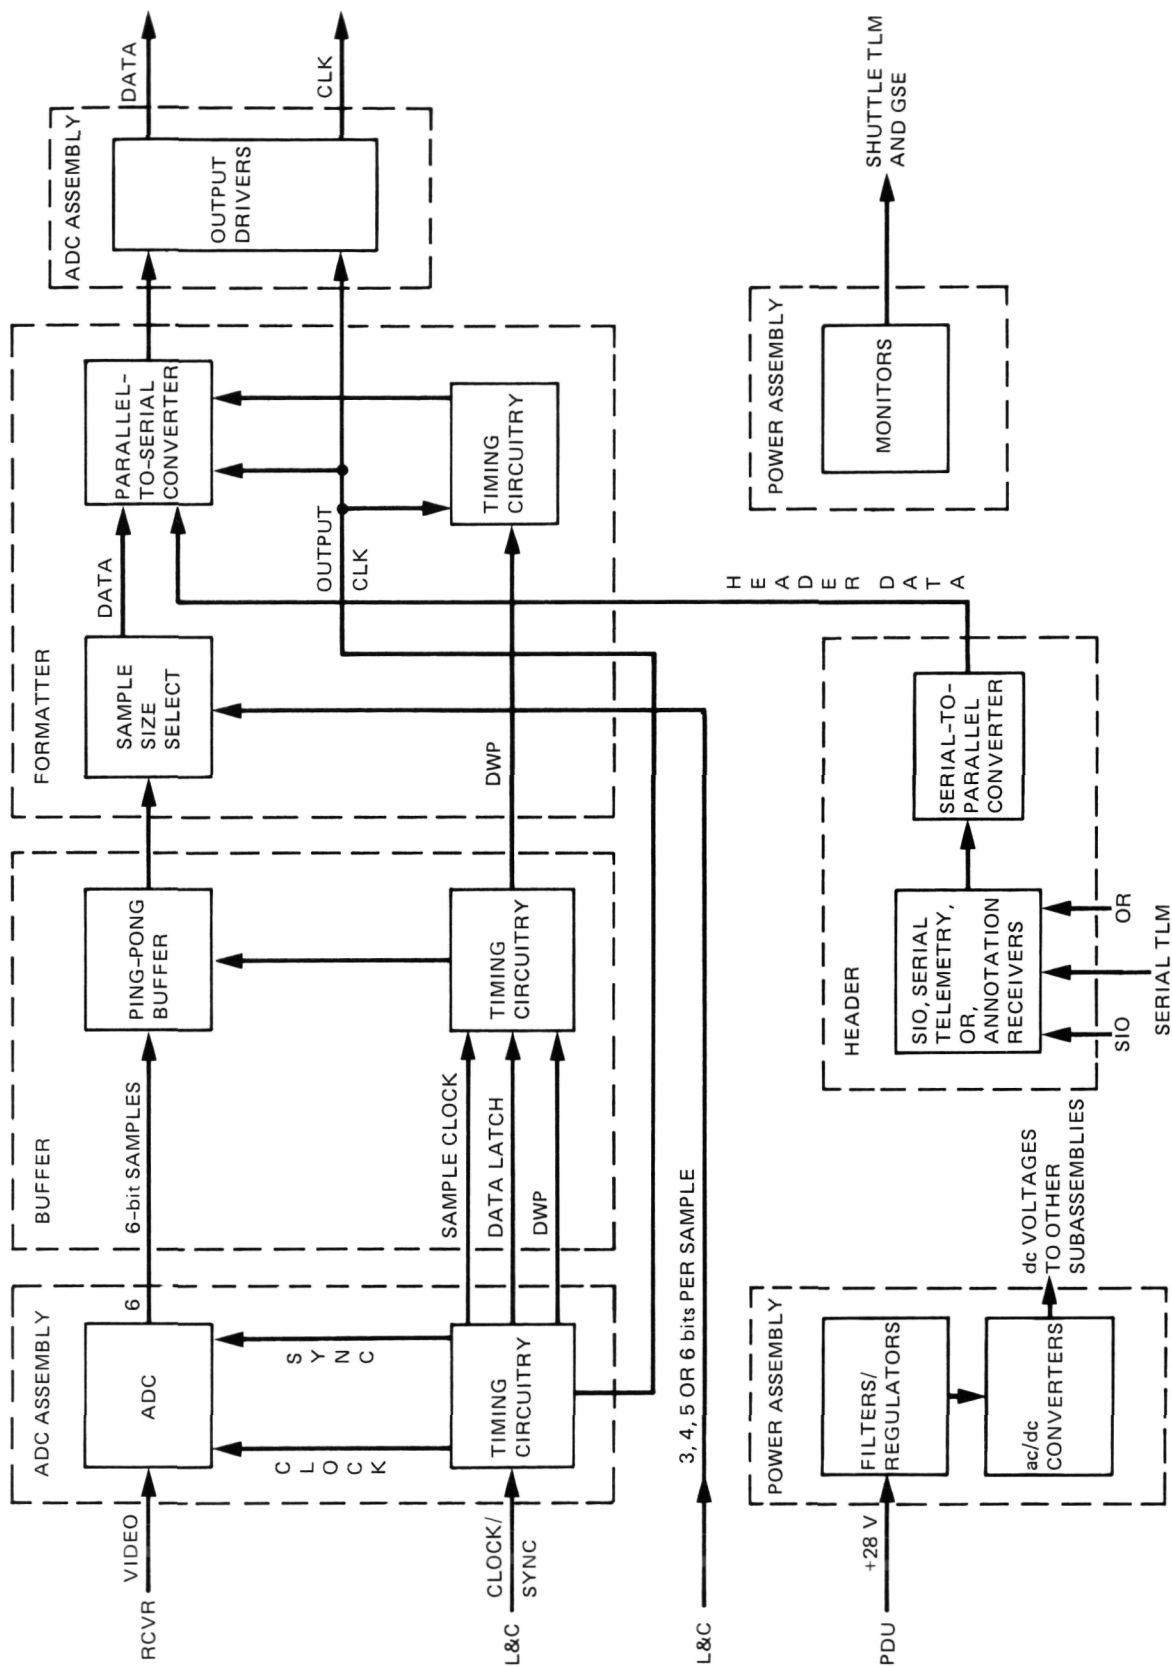 ADC ASSEMBLY
RCVR
VIDEO
ADC
6
6-bit SAMPLES
CLOCK
SYNC
L&C
CLOCK/
SYNC
TIMING
CIRCUITRY
SAMPLE CLOCK
DATA LATCH
DWP
BUFFER
PING-PONG
BUFFER
TIMING
CIRCUITRY
DWP
FORMATTER
SAMPLE
SIZE
SELECT
DATA
PARALLEL-
TO-SERIAL
CONVERTER
OUTPUT
CLK
TIMING
CIRCUITRY
ADC ASSEMBLY
OUTPUT
DRIVERS
DATA
CLK
L&C
3, 4, 5 OR 6 bits PER SAMPLE
POWER ASSEMBLY
PDU
+28 V
FILTERS/
REGULATORS
ac/dc
CONVERTERS
dc VOLTAGES
TO OTHER
SUBASSEMBLIES
HEADER
SIO, SERIAL
TELEMETRY,
OR,
ANNOTATION
RECEIVERS
SIO
OR
SERIAL TLM
SERIAL-TO-
PARALLEL
CONVERTER
HEADER DATA
POWER ASSEMBLY
MONITORS
SHUTTLE TLM
AND GSE